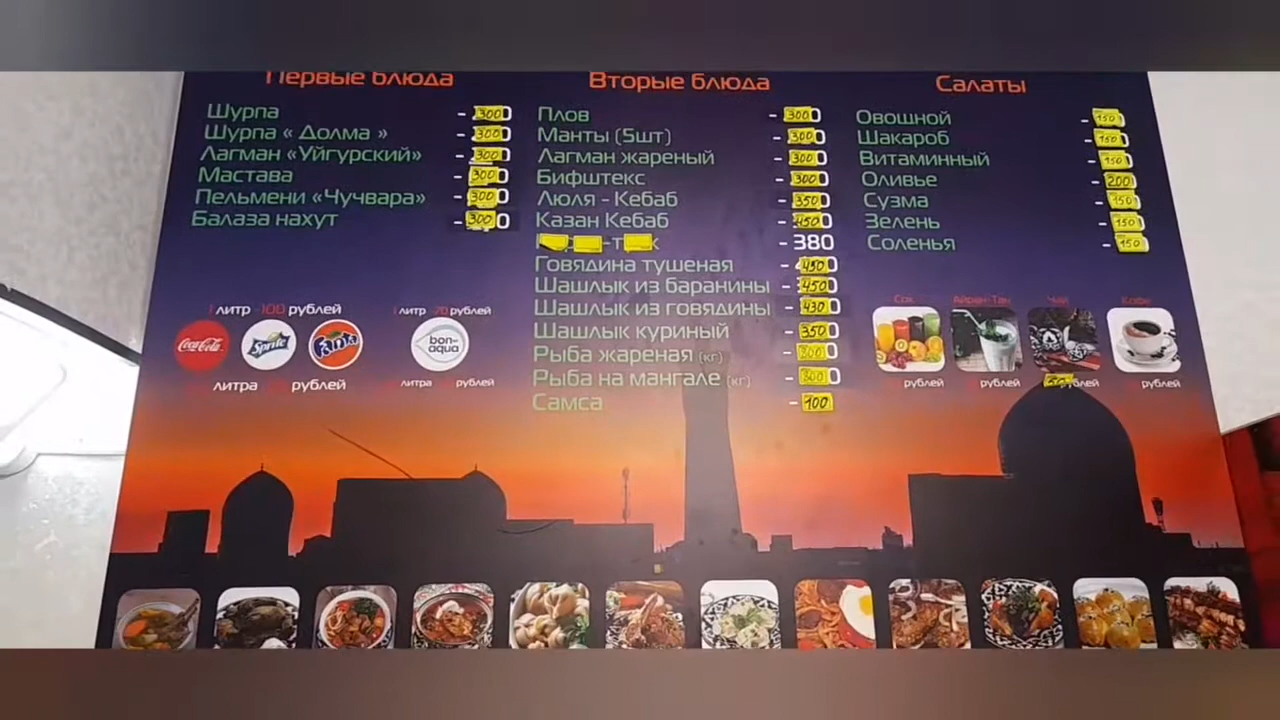 Первые блюда
Шурпа - 300
Шурпа « Долма » - 300
Лагман «Уйгурский» - 300
Мастава - 300
Пельмени «Чучвара» - 300
Балаза нахут - 300
1 литр - 100 рублей
Coca-Cola
Sprite
Fanta
литра рублей
1 литр - 70 рублей
bon-aqua
литра рублей
Вторые блюда
Плов - 300
Манты (5шт) - 300
Лагман жареный - 300
Бифштекс - 300
Люля - Кебаб - 350
Казан Кебаб - 450
- 380
Говядина тушеная - 450
Шашлык из баранины - 450
Шашлык из говядины - 430
Шашлык куриный - 350
Рыба жареная (кг) - 800
Рыба на мангале (кг) - 800
Самса - 100
Салаты
Овощной - 150
Шакароб - 150
Витаминный - 150
Оливье - 200
Сузма - 150
Зелень - 150
Соленья - 150
Сок Айран-Тан Чай Кофе
рублей рублей рублей рублей